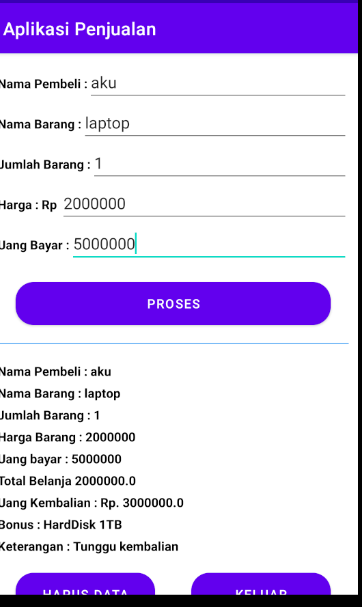 Aplikasi Penjualan
Nama Pembeli : aku
Nama Barang : laptop
Jumlah Barang : 1
Harga : Rp 2000000
Uang Bayar : 5000000
PROSES
Nama Pembeli : aku
Nama Barang : laptop
Jumlah Barang : 1
Harga Barang : 2000000
Uang bayar : 5000000
Total Belanja 2000000.0
Uang Kembalian : Rp. 3000000.0
Bonus : HardDisk 1TB
Keterangan : Tunggu kembalian
HAPUS DATA KELUAR